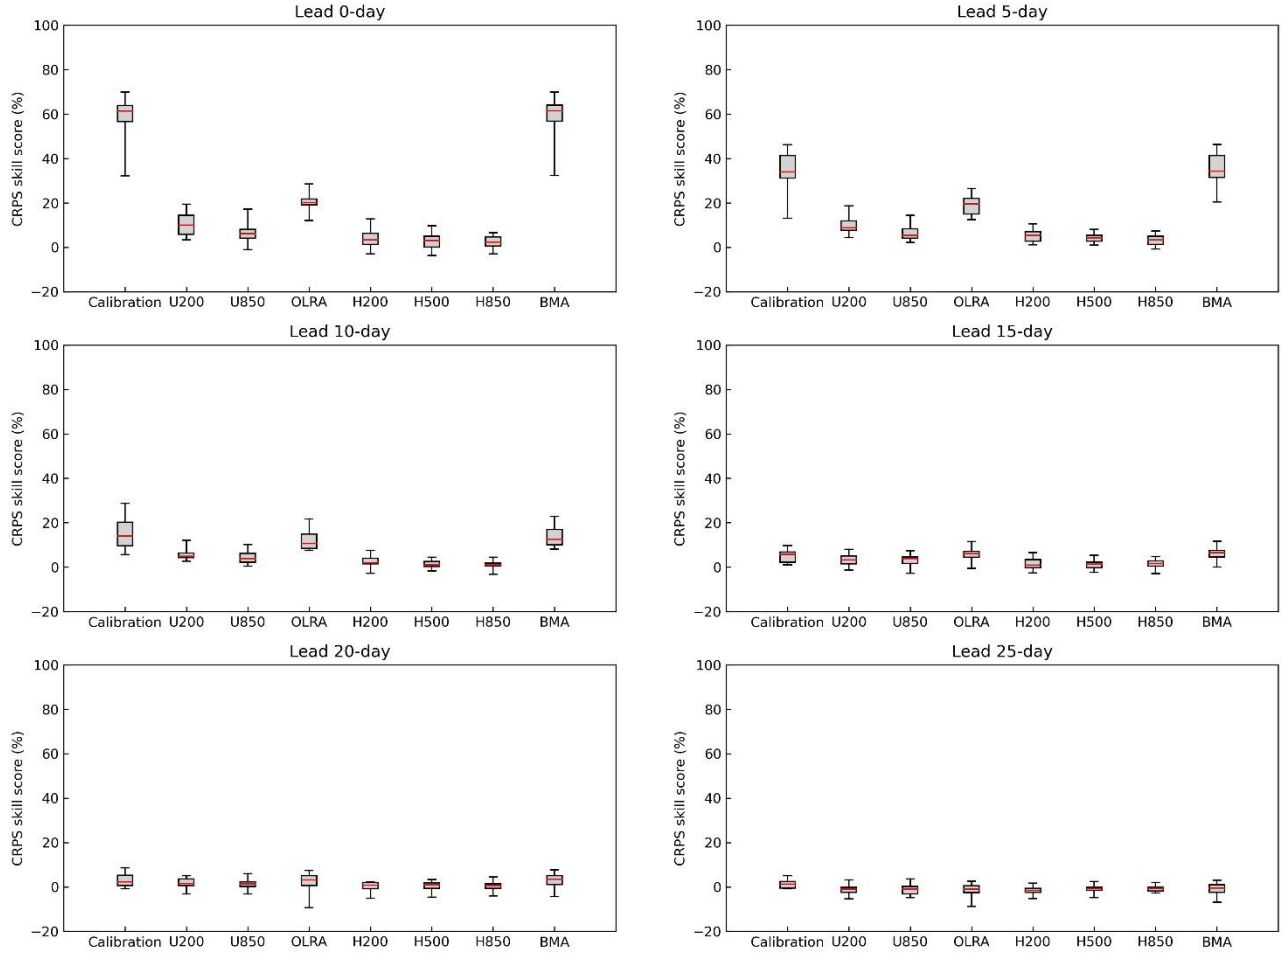 Lead 0-day
CRPS skill score (%)
100
80
60
40
20
0
−20
Calibration U200 U850 OLRA H200 H500 H850 BMA
Lead 5-day
CRPS skill score (%)
100
80
60
40
20
0
−20
Calibration U200 U850 OLRA H200 H500 H850 BMA
Lead 10-day
CRPS skill score (%)
100
80
60
40
20
0
−20
Calibration U200 U850 OLRA H200 H500 H850 BMA
Lead 15-day
CRPS skill score (%)
100
80
60
40
20
0
−20
Calibration U200 U850 OLRA H200 H500 H850 BMA
Lead 20-day
CRPS skill score (%)
100
80
60
40
20
0
−20
Calibration U200 U850 OLRA H200 H500 H850 BMA
Lead 25-day
CRPS skill score (%)
100
80
60
40
20
0
−20
Calibration U200 U850 OLRA H200 H500 H850 BMA